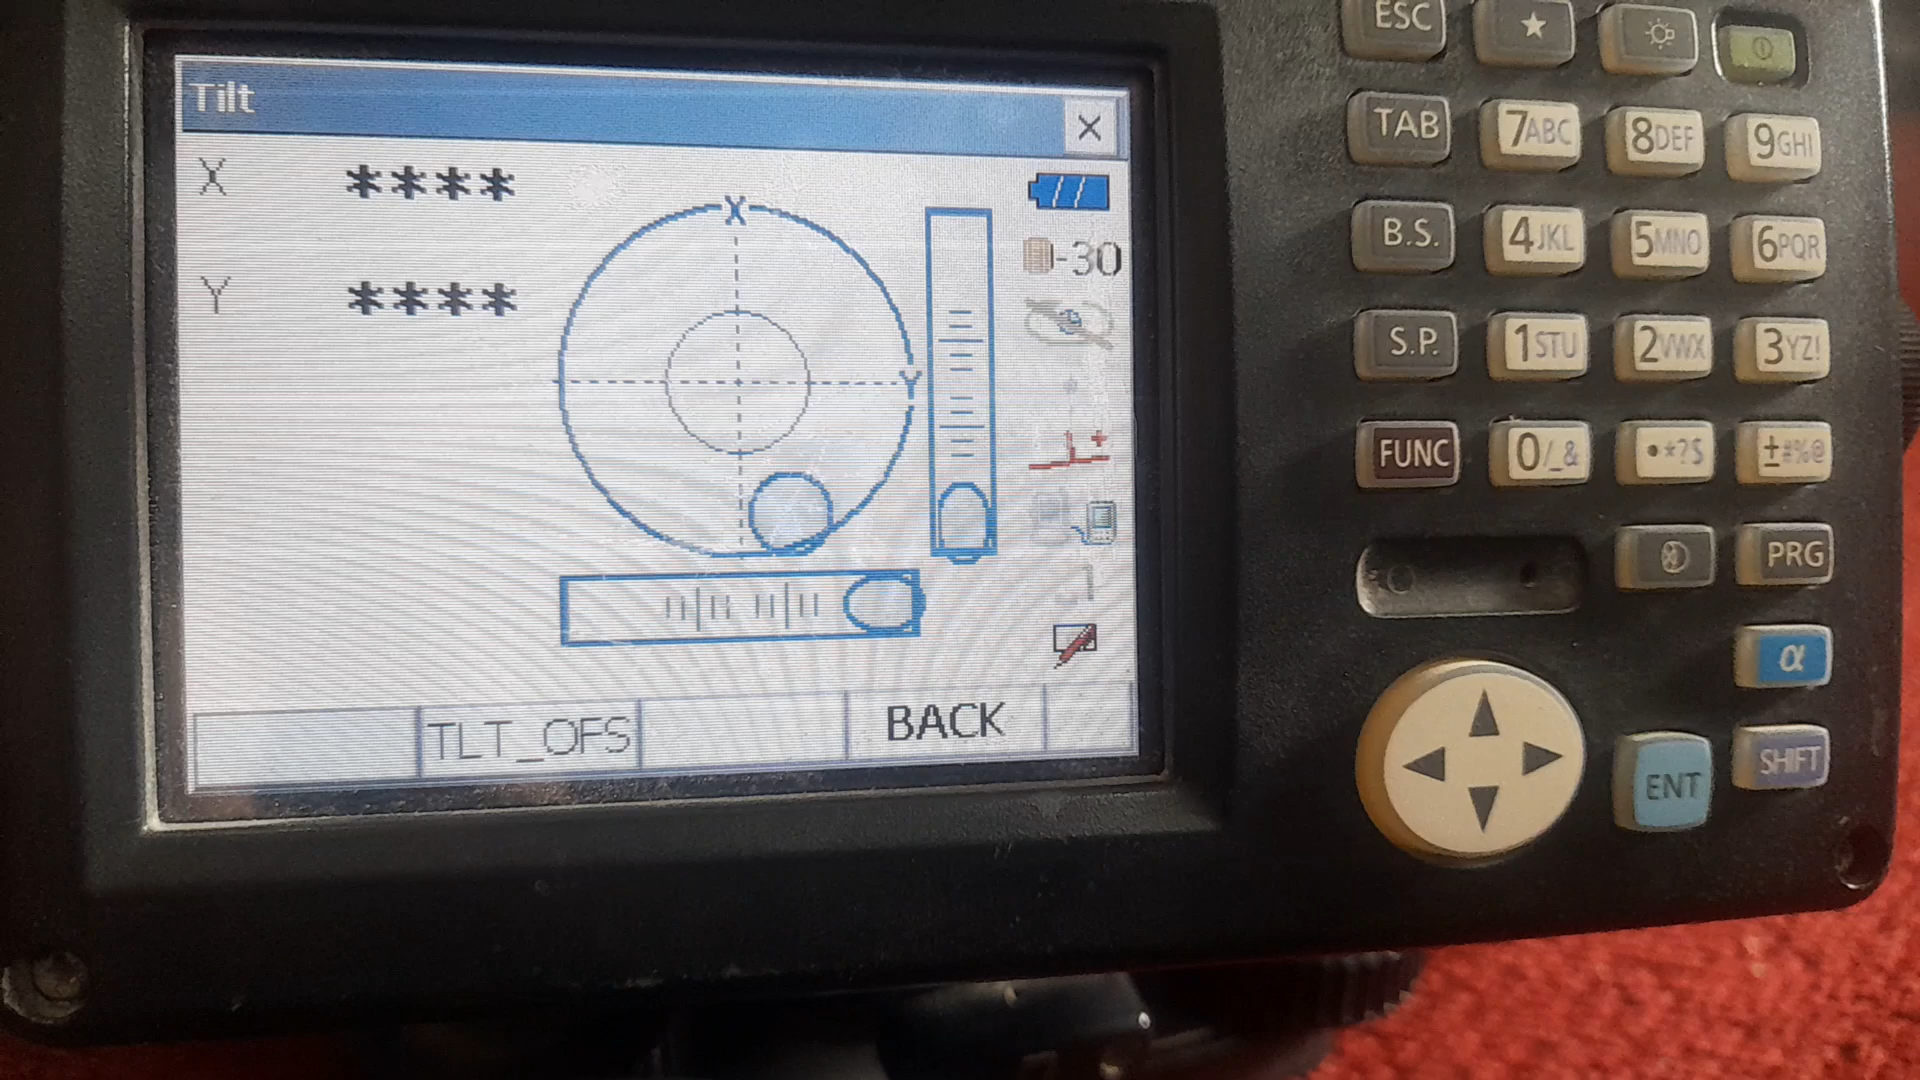 Tilt
X ****
Y ****
X
Y
-30
TLT_OFS
BACK
ESC ★
TAB 7ABC 8DEF 9GHI
B.S. 4JKL 5MNO 6PQR
S.P. 1STU 2VWX 3YZ!
FUNC 0/_& •*?$ ±#%@
PRG
α
ENT SHIFT